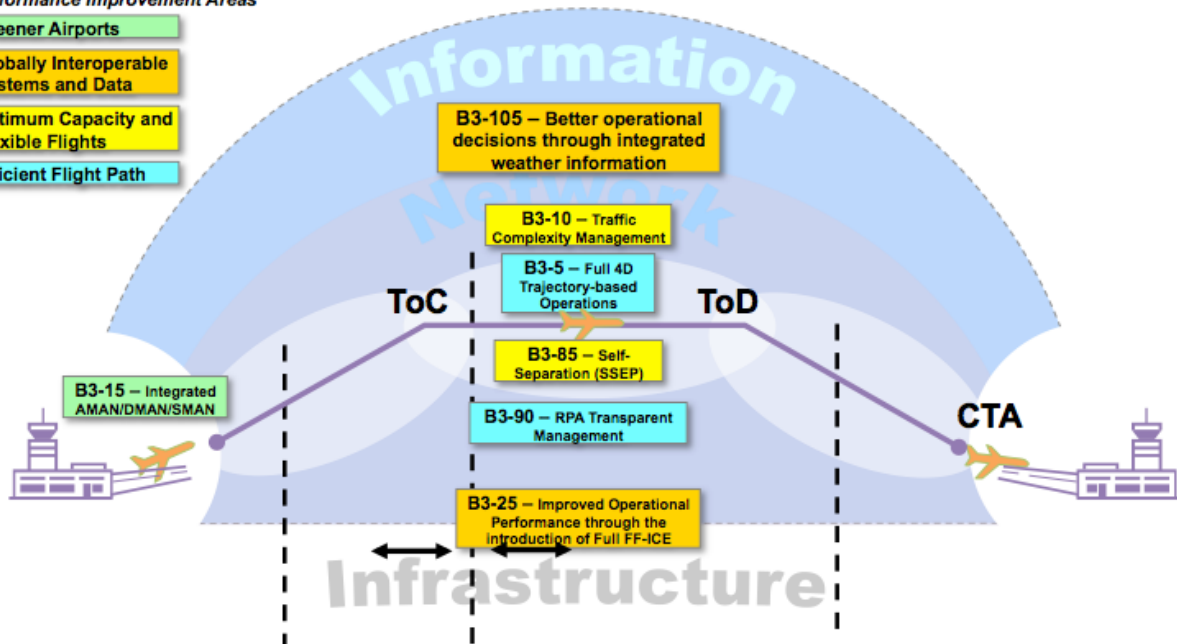 formance Improvement Areas
eener Airports
obally Interoperable
stems and Data
timum Capacity and
xible Flights
icient Flight Path
Information
B3-105 – Better operational
decisions through integrated
weather information
Network
B3-10 – Traffic
Complexity Management
B3-5 – Full 4D
Trajectory-based
Operations
ToC
ToD
B3-85 – Self-
Separation (SSEP)
B3-15 – Integrated
AMAN/DMAN/SMAN
B3-90 – RPA Transparent
Management
CTA
B3-25 – Improved Operational
Performance through the
introduction of Full FF-ICE
Infrastructure